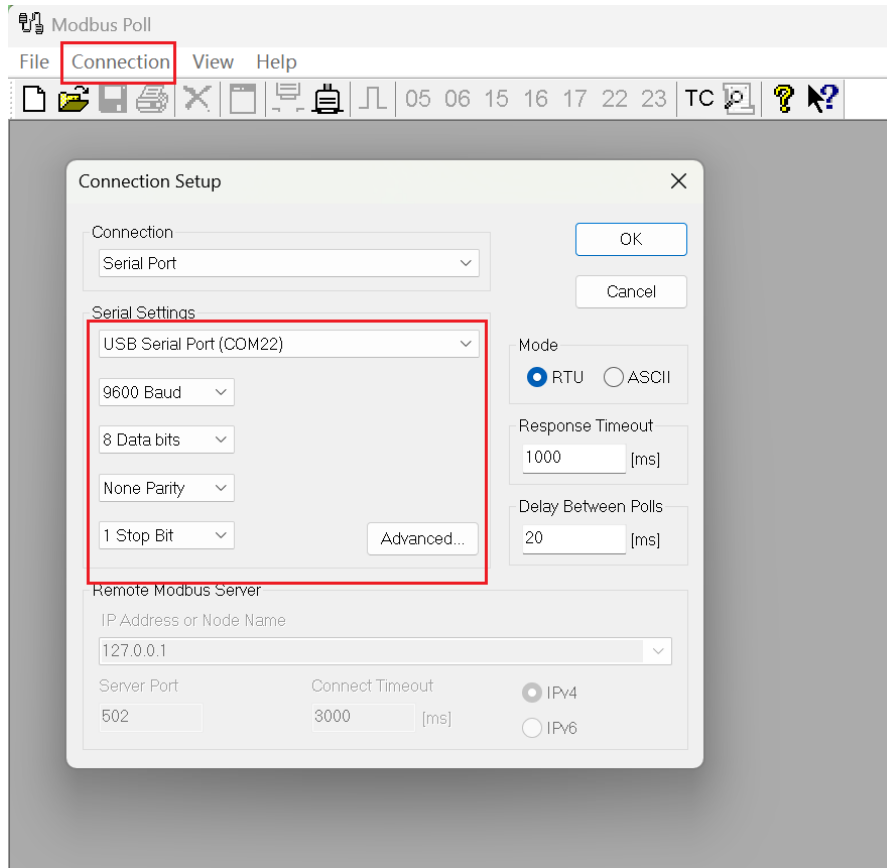 Modbus Poll
File Connection View Help
05 06 15 16 17 22 23 TC
Connection Setup
Connection
Serial Port
OK
Cancel
Serial Settings
USB Serial Port (COM22)
9600 Baud
8 Data bits
None Parity
1 Stop Bit
Advanced...
Mode
RTU ASCII
Response Timeout
1000 [ms]
Delay Between Polls
20 [ms]
Remote Modbus Server
IP Address or Node Name
127.0.0.1
Server Port Connect Timeout
502 3000 [ms]
IPv4
IPv6